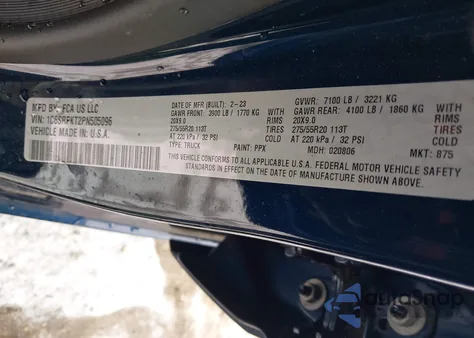 MFD BY: FCA US LLC
DATE OF MFR (BUILT): 2-23
GVWR: 7100 LB / 3221 KG
VIN: 1C6SRFKT2PN505096
GAWR FRONT: 3900 LB / 1770 KG WITH
GAWR REAR: 4100 LB / 1860 KG WITH
VEHICLE MADE IN U.S.A.
20X9.0 RIMS
20X9.0 RIMS
275/55R20 113T TIRES
275/55R20 113T TIRES
AT 220 kPa / 32 PSI COLD
AT 220 kPa / 32 PSI COLD
TYPE: TRUCK
PAINT: PPX
MDH: 020806
MKT: 875
THIS VEHICLE CONFORMS TO ALL APPLICABLE U.S.A. FEDERAL MOTOR VEHICLE SAFETY
STANDARDS IN EFFECT ON THE DATE OF MANUFACTURE SHOWN ABOVE.
autosnap